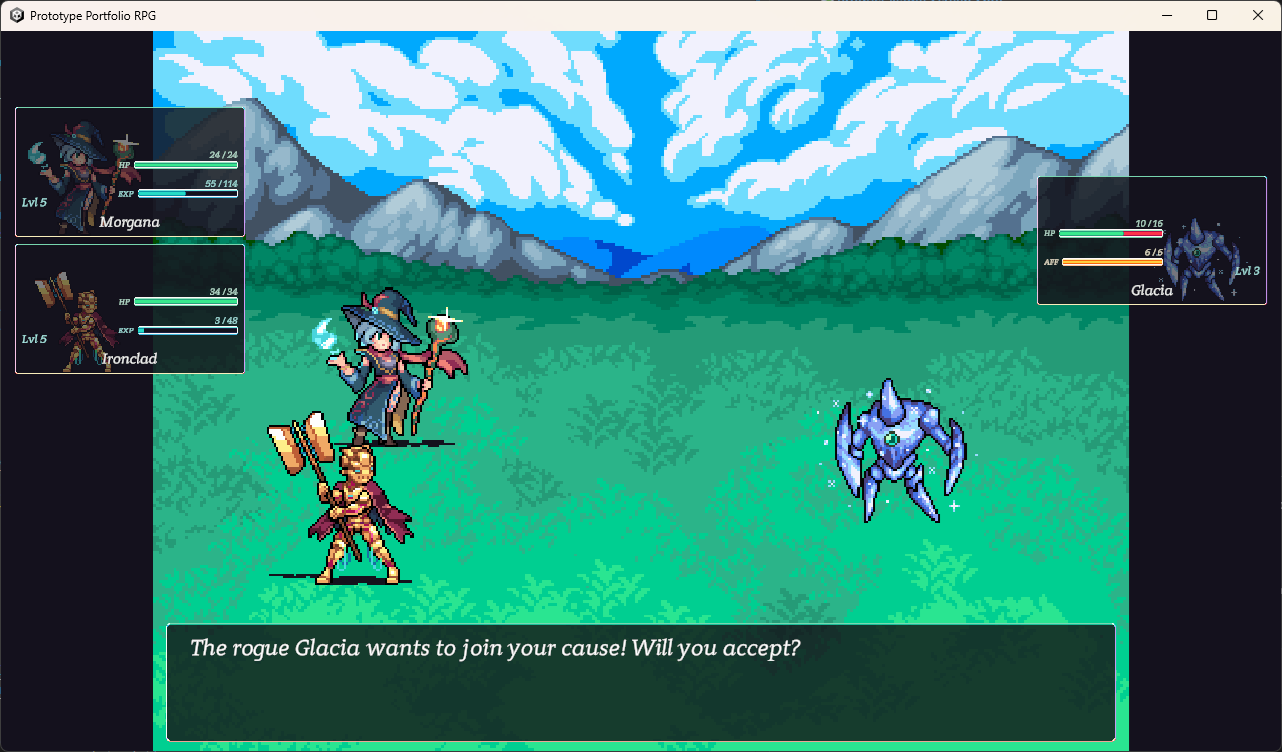 Prototype Portfolio RPG
24 / 24
HP
55 / 114
EXP
Lvl 5
Morgana
34 / 34
HP
3 / 48
EXP
Lvl 5
Ironclad
10 / 16
HP
6 / 6
AFF
Lvl 3
Glacia
The rogue Glacia wants to join your cause! Will you accept?